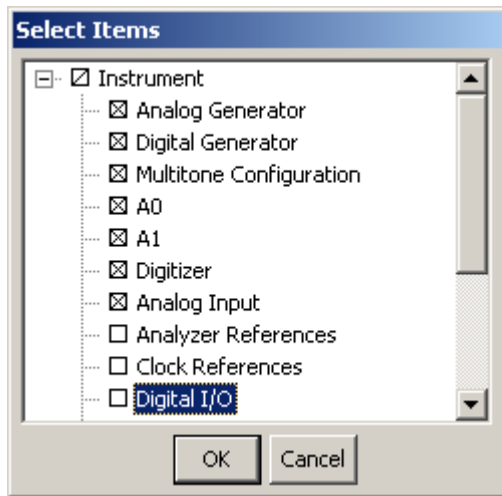 Select Items
Instrument
Analog Generator
Digital Generator
Multitone Configuration
A0
A1
Digitizer
Analog Input
Analyzer References
Clock References
Digital I/O
OK
Cancel